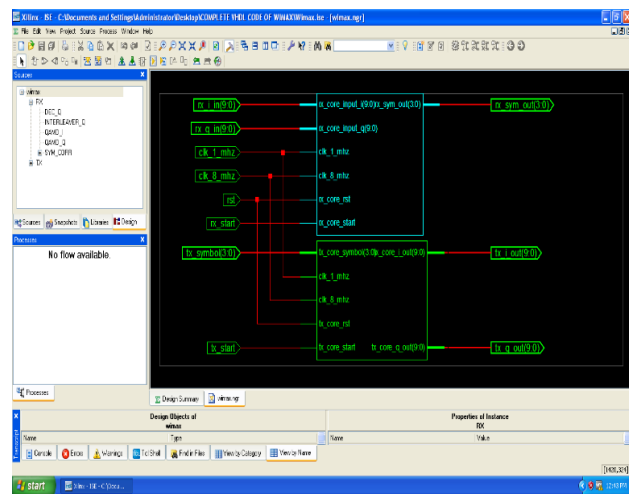 Xilinx - ISE - C:\Documents and Settings\Administrator\Desktop\COMPLETE VHDL CODE OF WIMAX\Wimax.ise - [wimax.ngr]
File Edit View Project Source Process Window Help
Sources
wimax
RX
DEC_Q
INTERLEAVER_Q
QAMD_I
QAMD_Q
SYM_CORR
TX
Sources Snapshots Libraries Design
Processes
No flow available.
Processes
rx_i_in(9:0) rx_core_input_i(9:0) rx_sym_out(3:0) rx_sym_out(3:0)
rx_q_in(9:0) rx_core_input_q(9:0)
clk_1_mhz clk_1_mhz
clk_8_mhz clk_8_mhz
rst rx_core_rst
rx_start rx_core_start
tx_symbol(3:0) tx_core_symbol(3:0) tx_core_i_out(9:0) tx_i_out(9:0)
clk_1_mhz
clk_8_mhz
tx_core_rst
tx_start tx_core_start tx_core_q_out(9:0) tx_q_out(9:0)
Design Summary wimax.ngr
Design Objects of Properties of Instance
wimax RX
Name Type Name Value
Console Errors Warnings Tcl Shell Find in Files View by Category View by Name
Transcript
start Xilinx - ISE - C:\Docu...